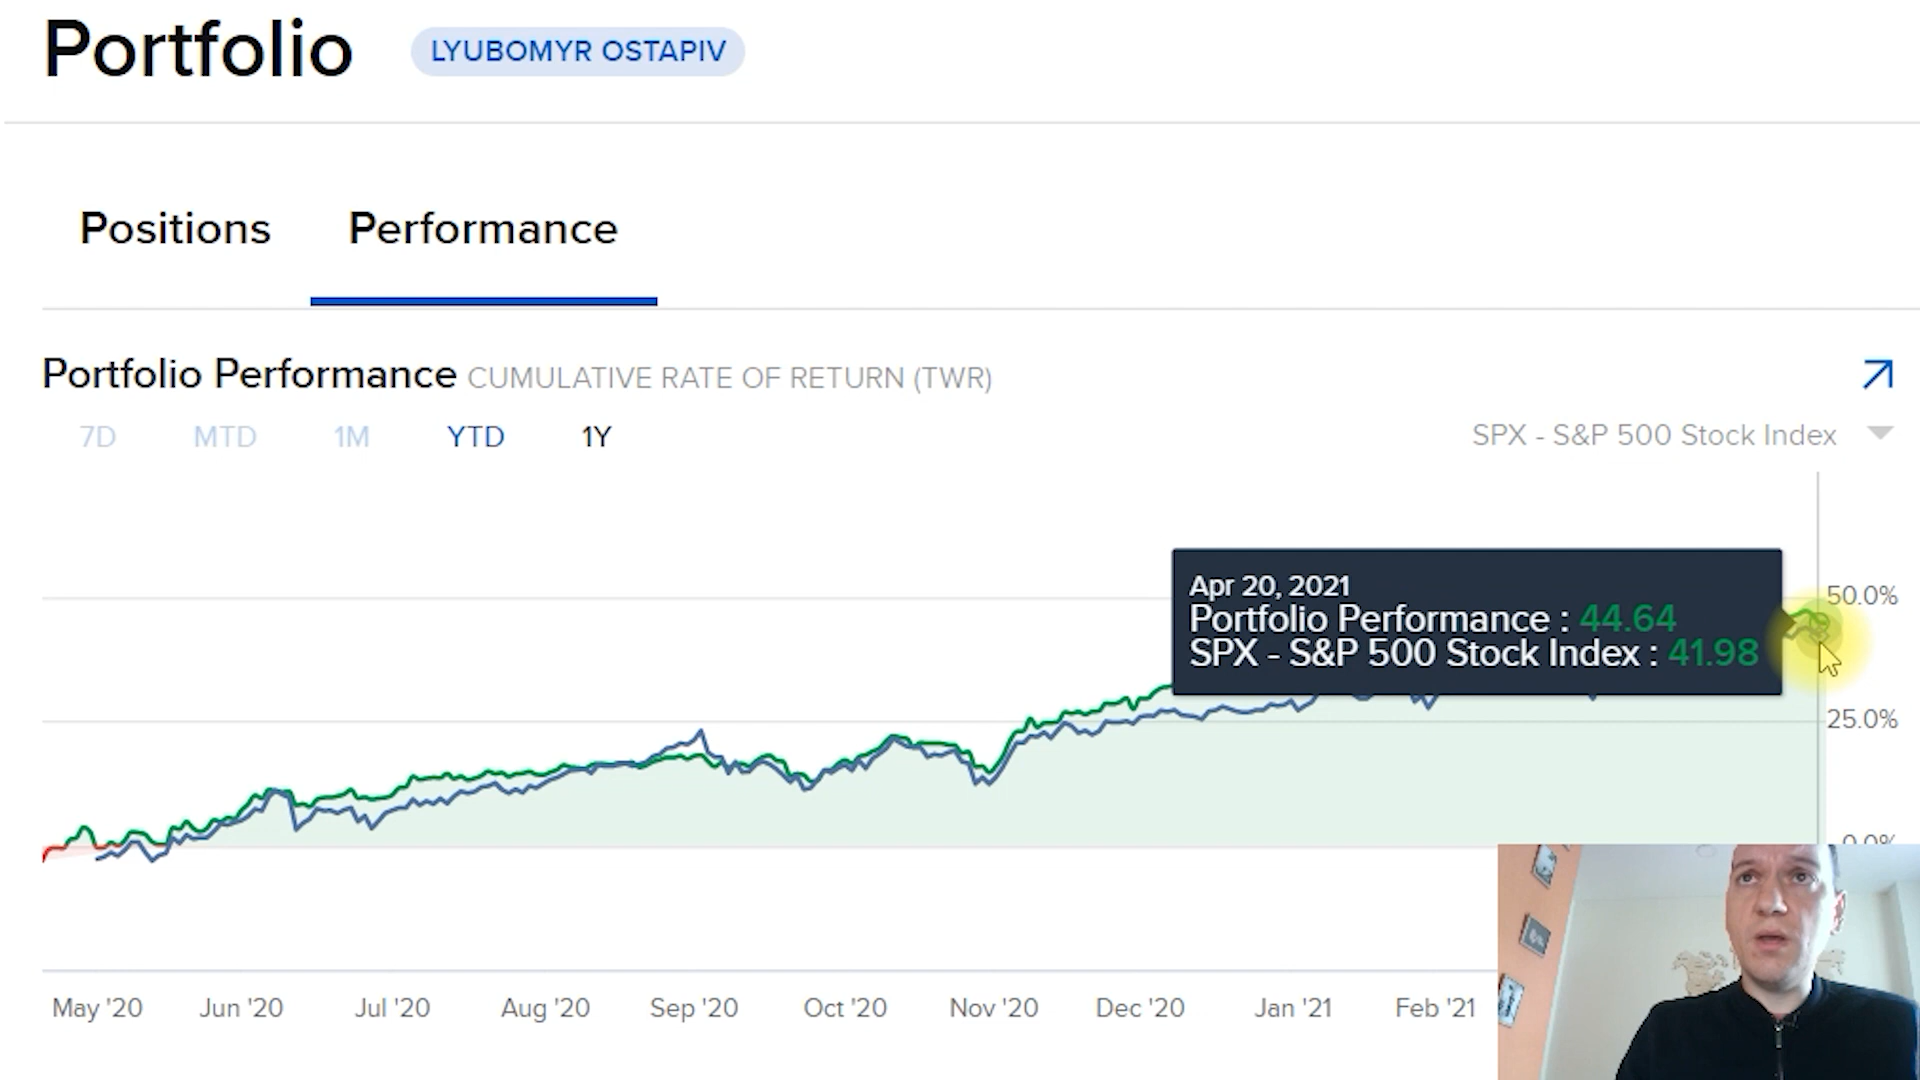 Portfolio LYUBOMYR OSTAPIV
Positions Performance
Portfolio Performance CUMULATIVE RATE OF RETURN (TWR)
7D MTD 1M YTD 1Y SPX - S&P 500 Stock Index
Apr 20, 2021
Portfolio Performance : 44.64
SPX - S&P 500 Stock Index : 41.98
50.0%
25.0%
0.0%
May '20 Jun '20 Jul '20 Aug '20 Sep '20 Oct '20 Nov '20 Dec '20 Jan '21 Feb '21